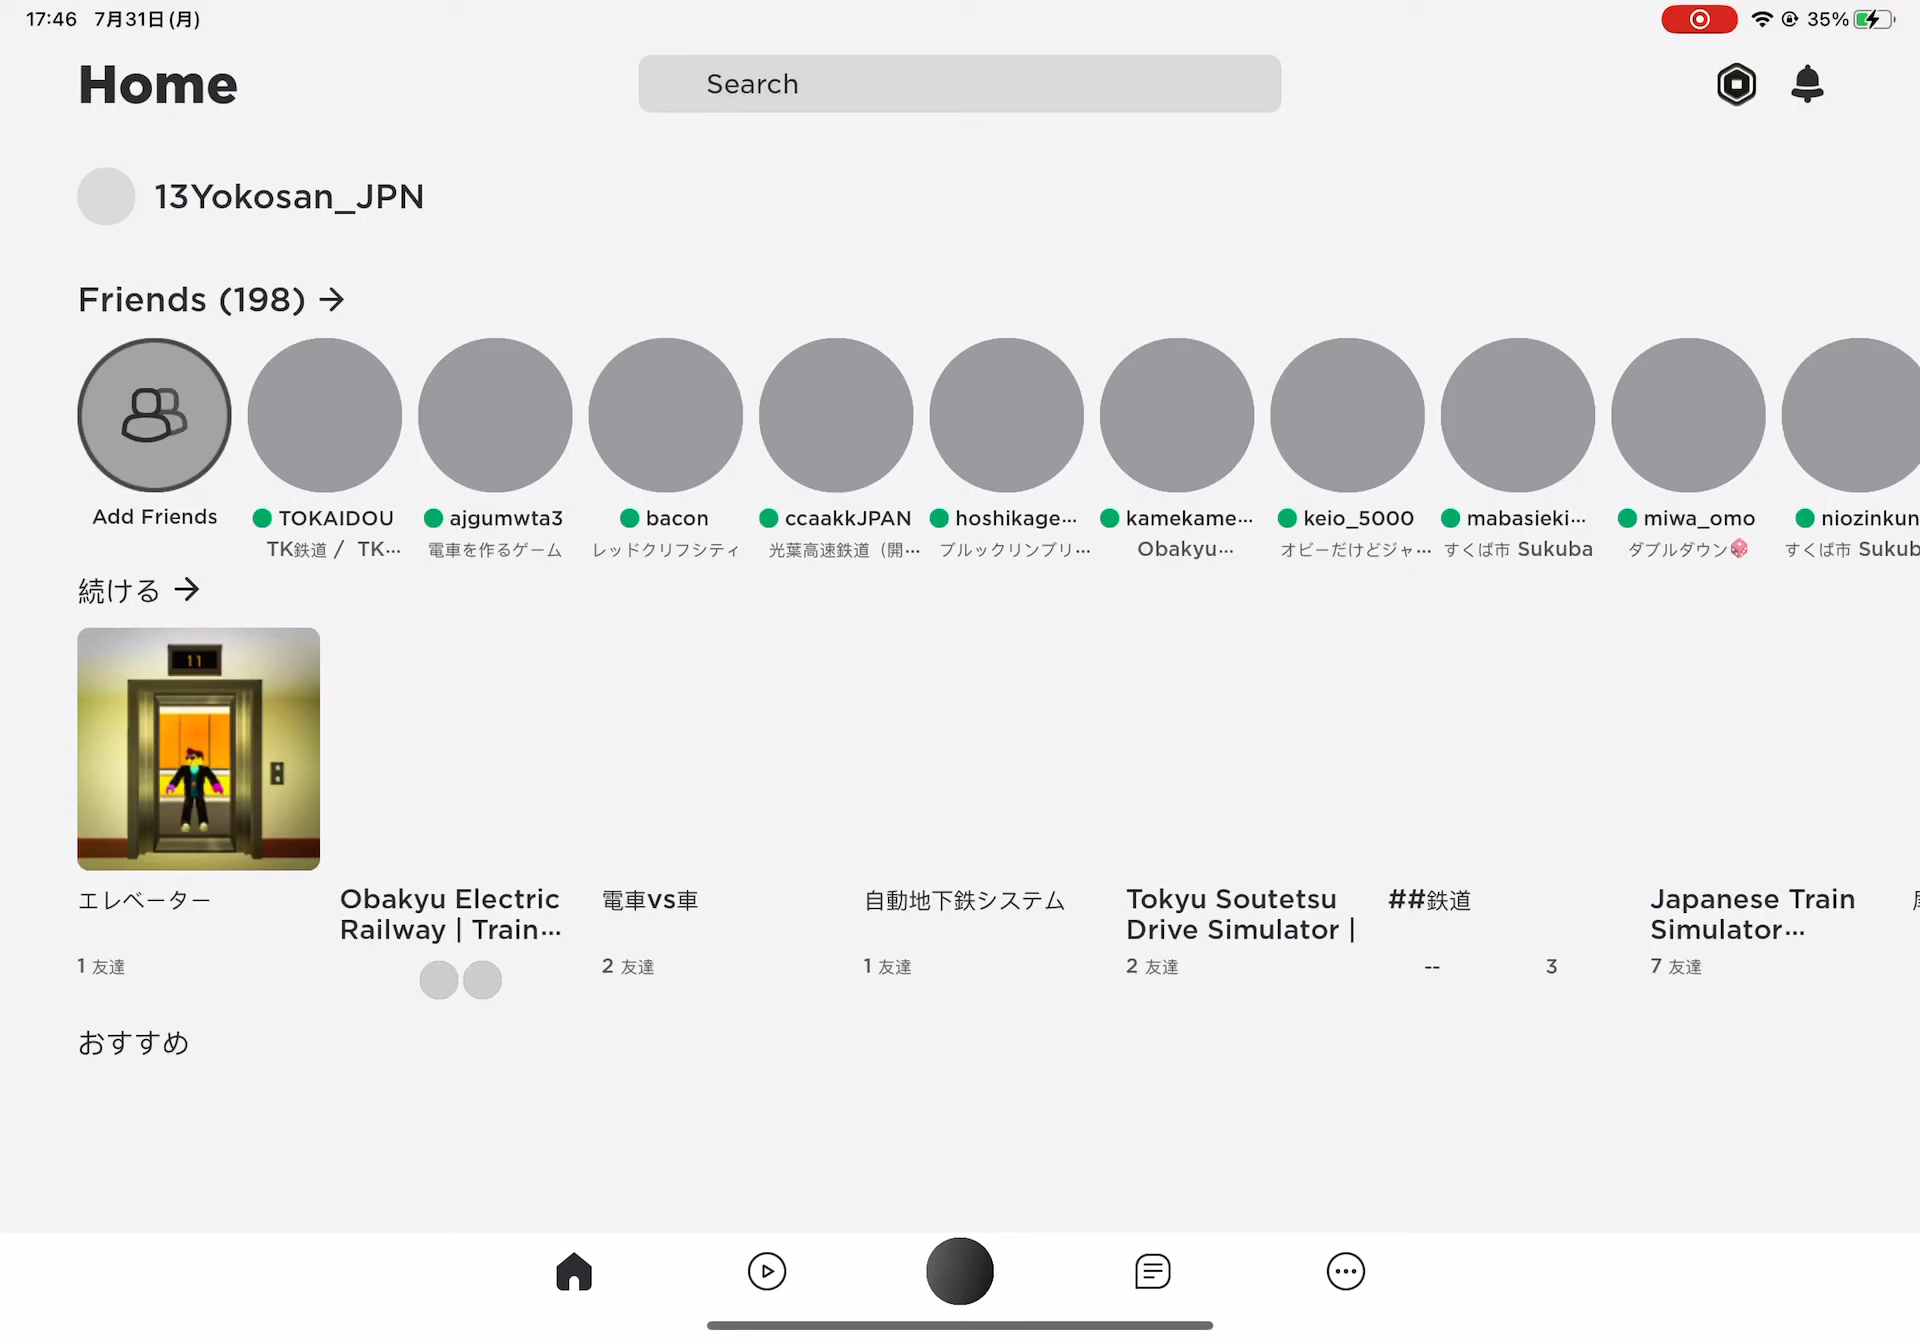 17:46 7月31日(月)
35%
Home
Search
13Yokosan_JPN
Friends (198) →
Add Friends
TOKAIDOU
ajgumwta3
bacon
ccaakkJPAN
hoshikage…
kamekame…
keio_5000
mabasieki…
miwa_omo
niozinkun
TK鉄道 / TK…
電車を作るゲーム
レッドクリフシティ
光葉高速鉄道（開…
ブルックリンブリ…
Obakyu…
オビーだけどジャ…
すくば市 Sukuba
ダブルダウン
すくば市 Sukub
続ける →
11
エレベーター
1 友達
Obakyu Electric
Railway | Train…
電車vs車
2 友達
自動地下鉄システム
1 友達
Tokyu Soutetsu
Drive Simulator |
2 友達
##鉄道
-- 3
Japanese Train
Simulator…
7 友達
おすすめ